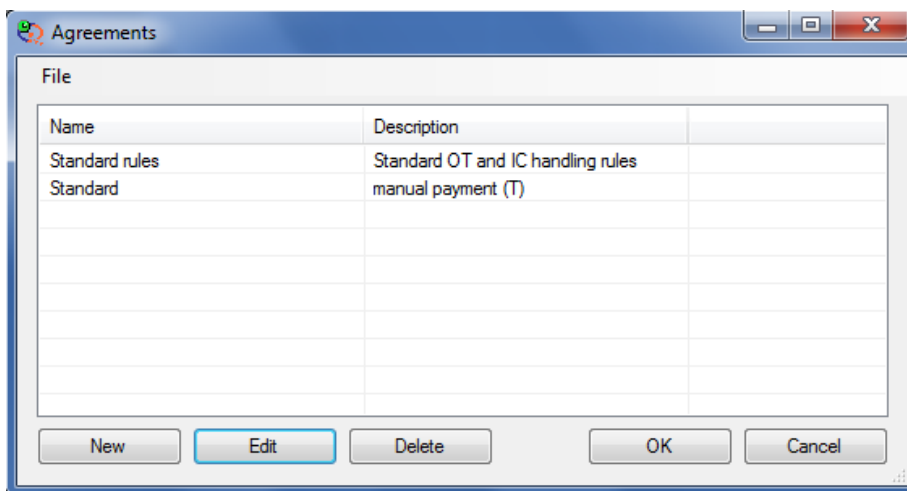 Agreements
File
Name Description
Standard rules Standard OT and IC handling rules
Standard manual payment (T)
New Edit Delete OK Cancel